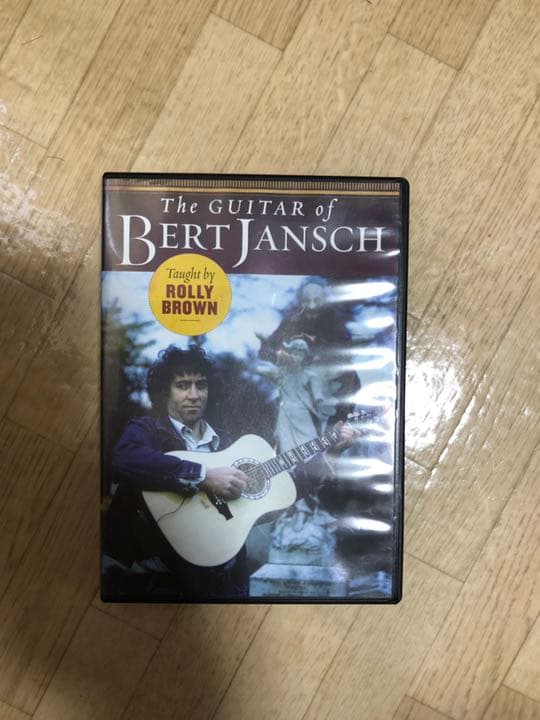 The GUITAR of
BERT JANSCH
Taught by
ROLLY
BROWN